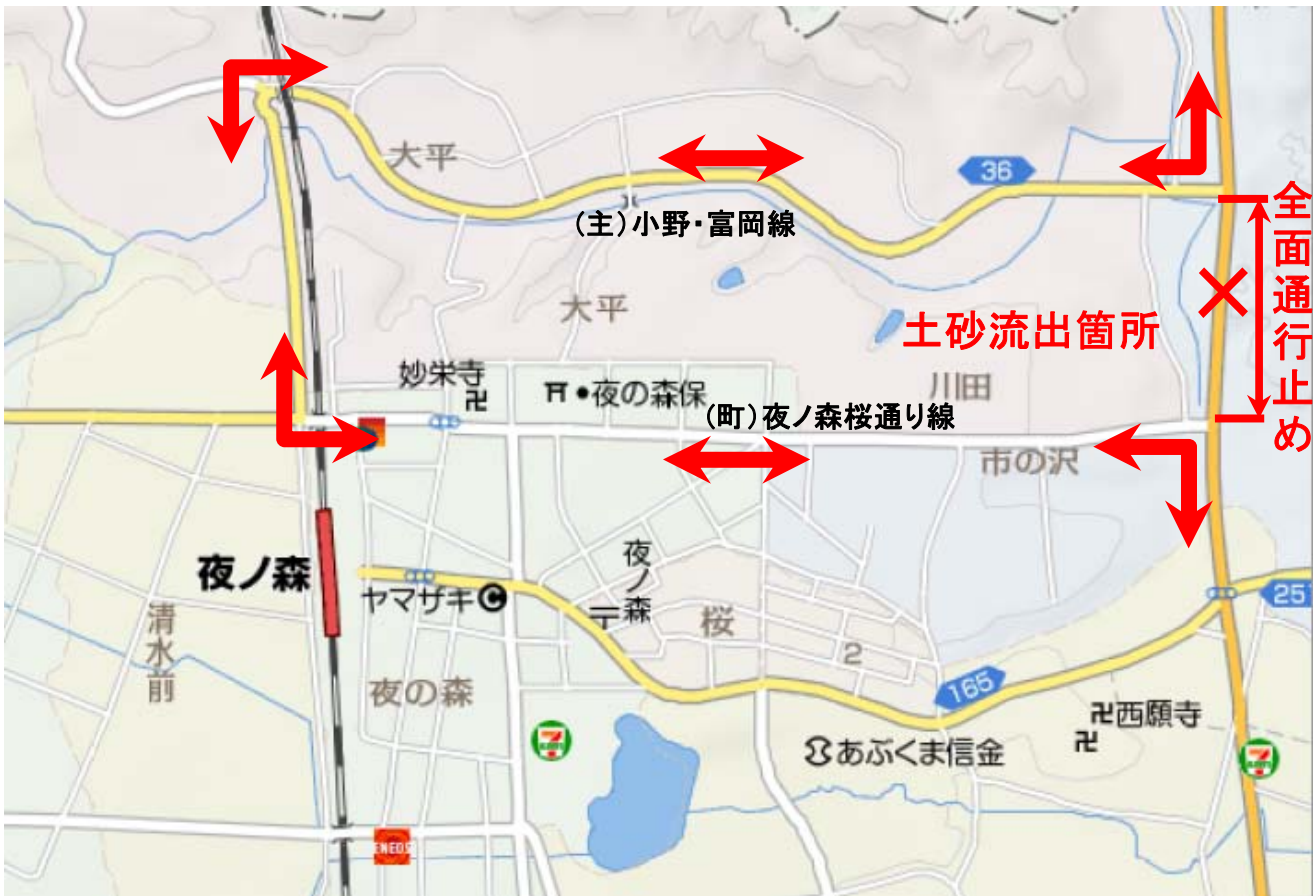 大平
36
(主)小野・富岡線
全面通行止め
大平
土砂流出箇所
妙栄寺
夜の森保
川田
(町)夜ノ森桜通り線
市の沢
夜ノ森
ヤマザキ
夜ノ森
桜
25
清水前
2
夜の森
165
西願寺
あぶくま信金
ENEOS